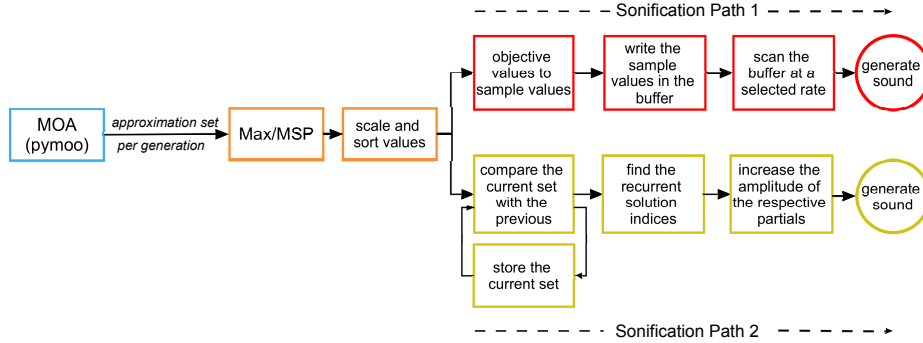 Sonification Path 1
objective
values to
sample values
write the
sample
values in the
buffer
scan the
buffer at a
selected rate
generate
sound
MOA
(pymoo)
approximation set
per generation
Max/MSP
scale and
sort values
compare the
current set
with the
previous
find the
recurrent
solution
indices
increase the
amplitude of
the respective
partials
generate
sound
store the
current set
Sonification Path 2